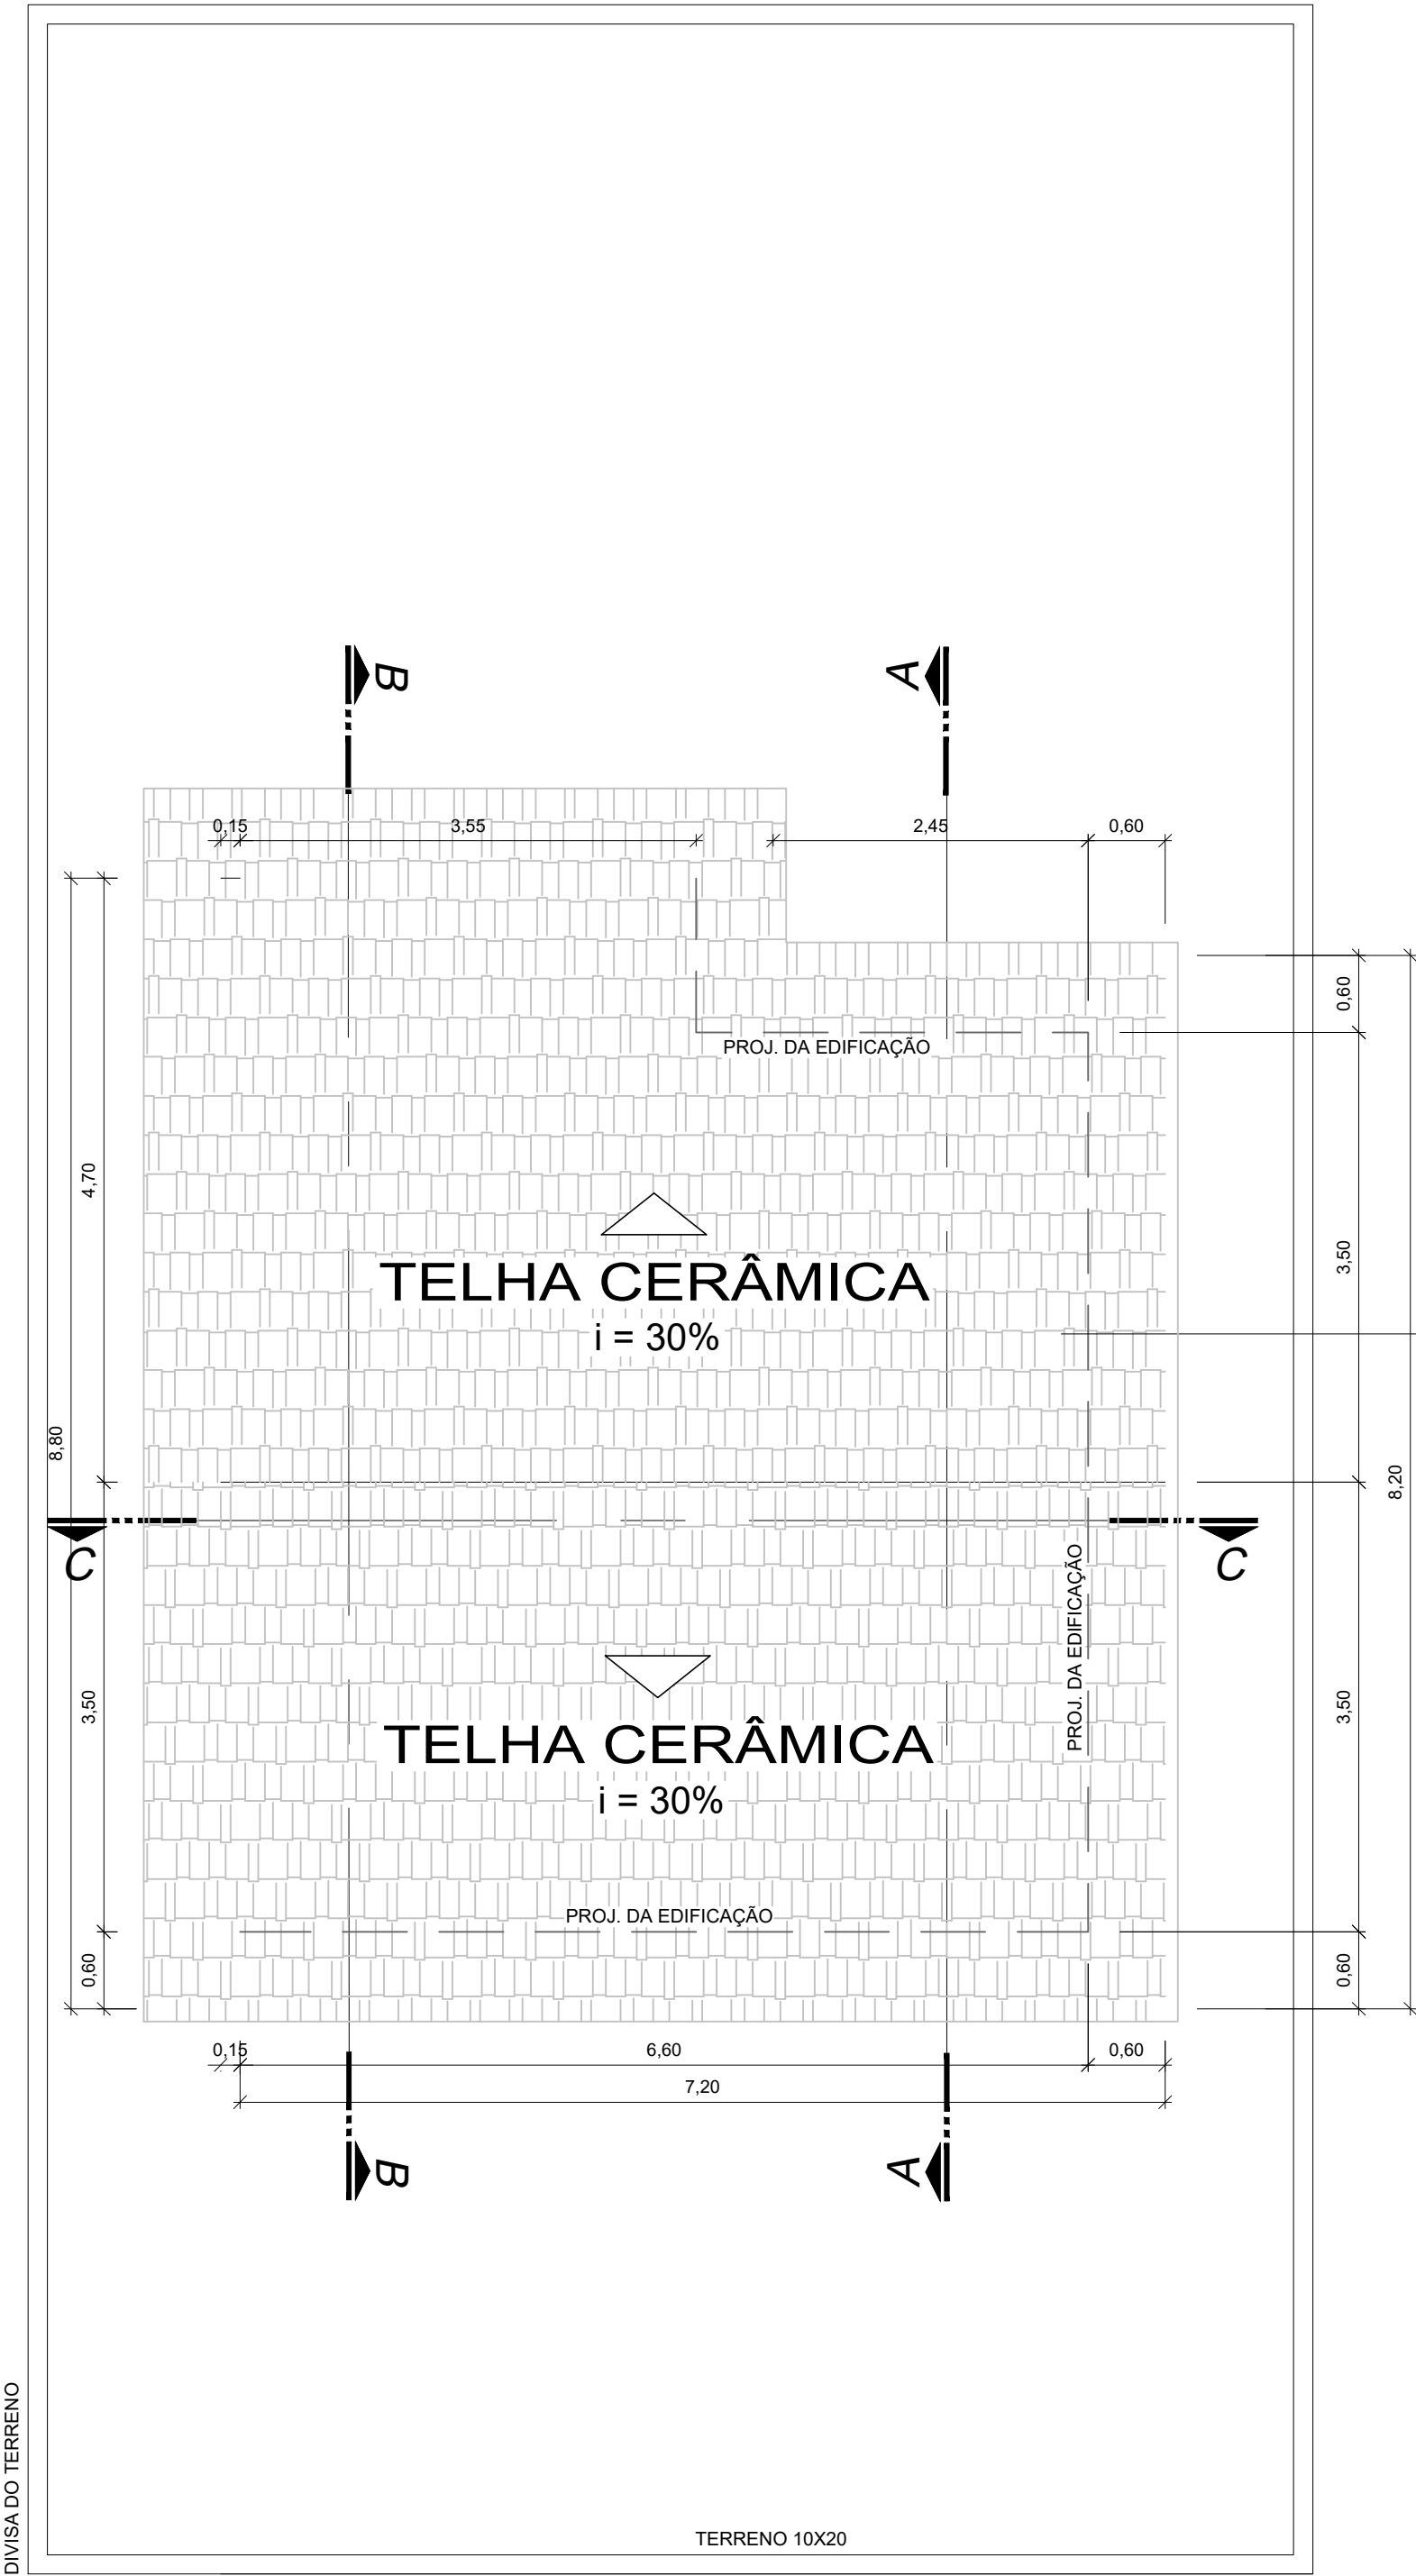 B
A
0,15
3,55
2,45
0,60
0,60
PROJ. DA EDIFICAÇÃO
4,70
3,50
TELHA CERÂMICA
i = 30%
8,80
8,20
C
C
PROJ. DA EDIFICAÇÃO
3,50
3,50
TELHA CERÂMICA
i = 30%
PROJ. DA EDIFICAÇÃO
0,60
0,60
0,15
6,60
0,60
7,20
B
A
DIVISA DO TERRENO
TERRENO 10X20